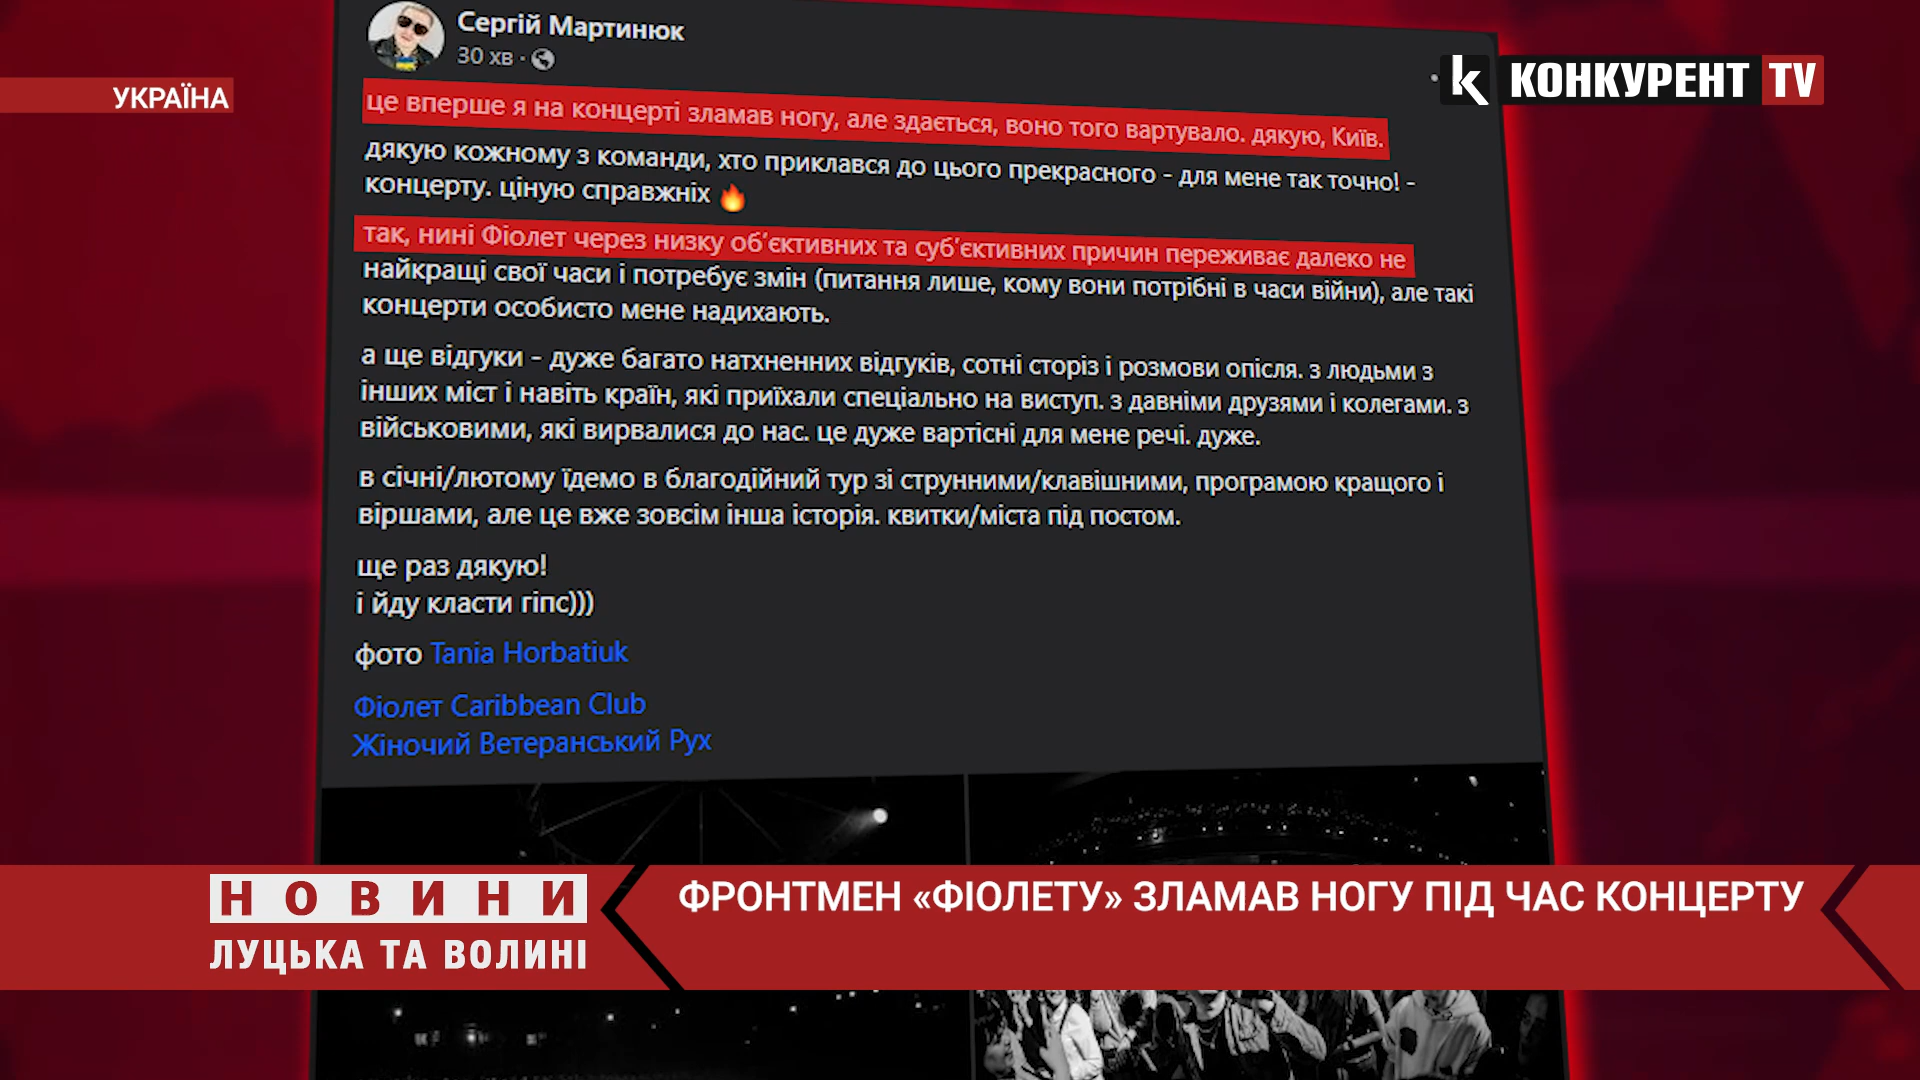 Сергій Мартинюк
30 хв ·
УКРАЇНА
КОНКУРЕНТ TV
це вперше я на концерті зламав ногу, але здається, воно того вартувало. дякую, Київ.
дякую кожному з команди, хто приклався до цього прекрасного - для мене так точно! -
концерту. ціную справжніх 🔥
так, нині Фіолет через низку об’єктивних та суб’єктивних причин переживає далеко не
найкращі свої часи і потребує змін (питання лише, кому вони потрібні в часи війни), але такі
концерти особисто мене надихають.
а ще відгуки - дуже багато натхненних відгуків, сотні сторіз і розмови опісля. з людьми з
інших міст і навіть країн, які приїхали спеціально на виступ. з давніми друзями і колегами. з
військовими, які вирвалися до нас. це дуже вартісні для мене речі. дуже.
в січні/лютому їдемо в благодійний тур зі струнними/клавішними, програмою кращого і
віршами, але це вже зовсім інша історія. квитки/міста під постом.
ще раз дякую!
і йду класти гіпс)))
фото Tania Horbatiuk
Фіолет Caribbean Club
Жіночий Ветеранський Рух
НОВИНИ
ЛУЦЬКА ТА ВОЛИНІ
ФРОНТМЕН «ФІОЛЕТУ» ЗЛАМАВ НОГУ ПІД ЧАС КОНЦЕРТУ